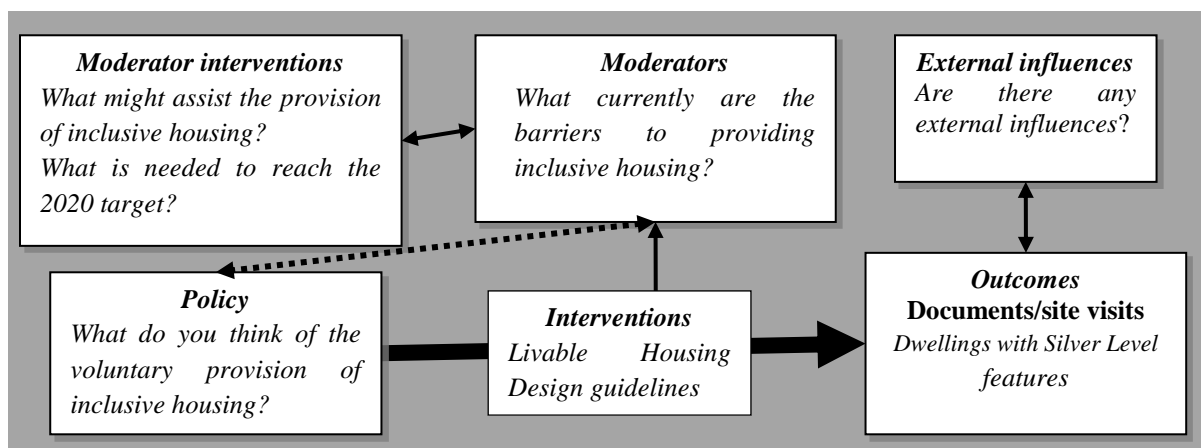 Moderator interventions
What might assist the provision
of inclusive housing?
What is needed to reach the
2020 target?
Moderators
What currently are the
barriers to providing
inclusive housing?
External influences
Are there any
external influences?
Policy
What do you think of the
voluntary provision of
inclusive housing?
Interventions
Livable Housing
Design guidelines
Outcomes
Documents/site visits
Dwellings with Silver Level
features